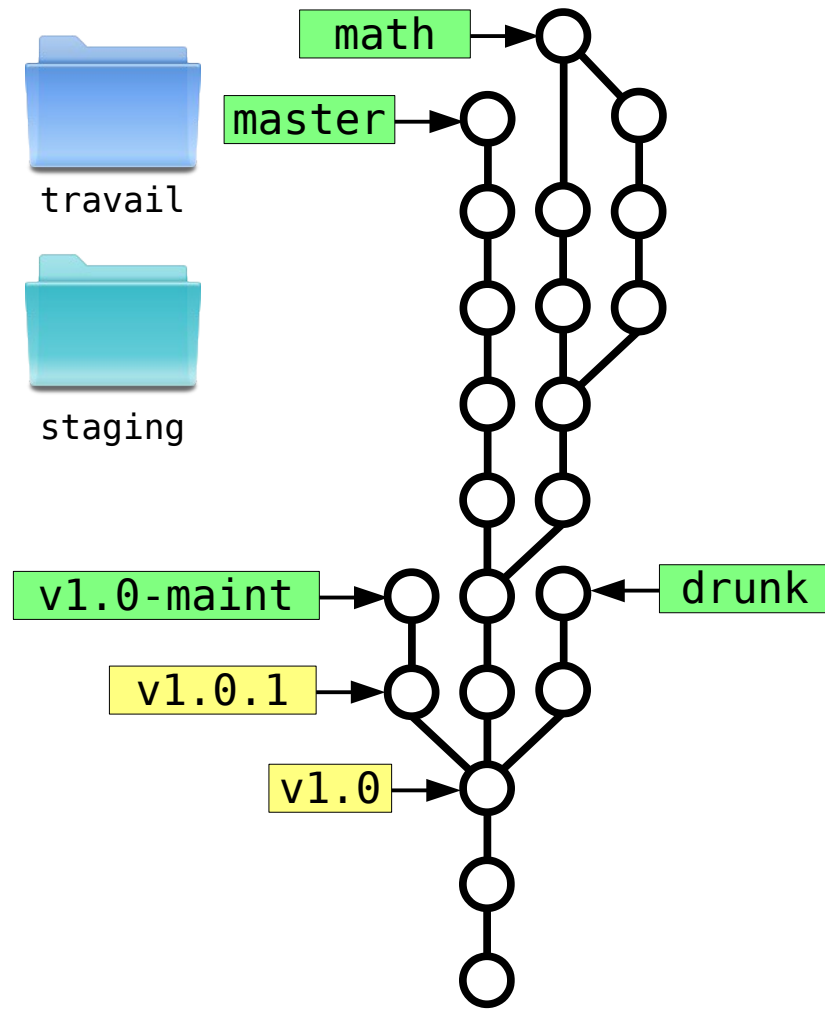 math
master
travail
staging
v1.0-maint
drunk
v1.0.1
v1.0